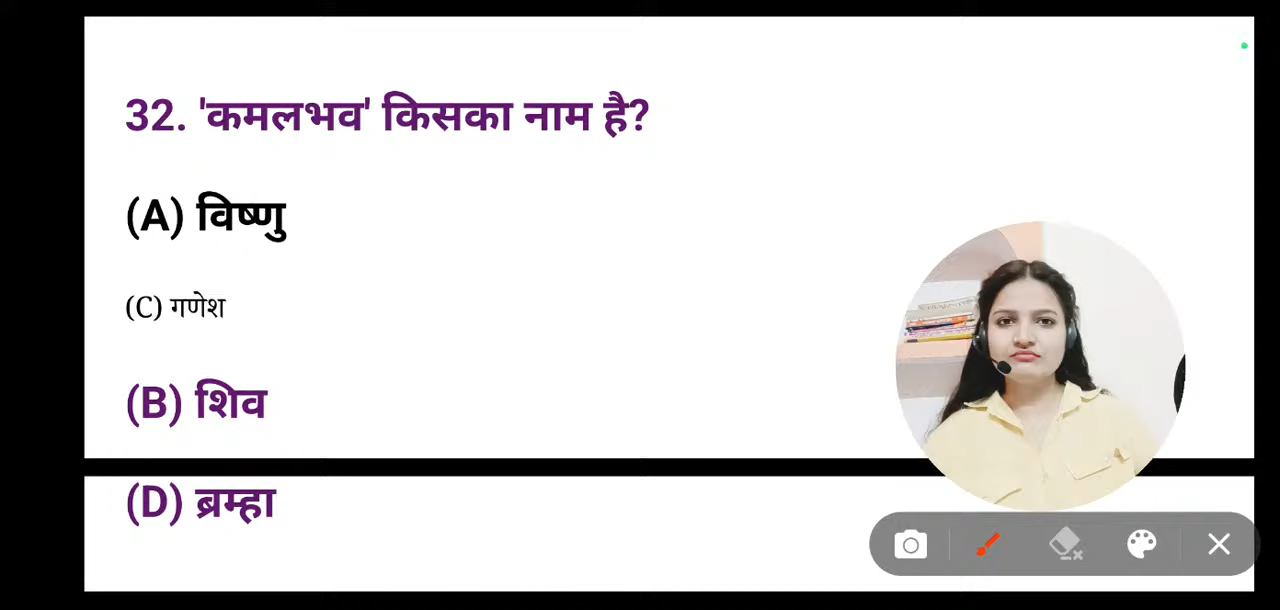 32. 'कमलभव' किसका नाम है?
(A) विष्णु
(C) गणेश
(B) शिव
(D) ब्रम्हा